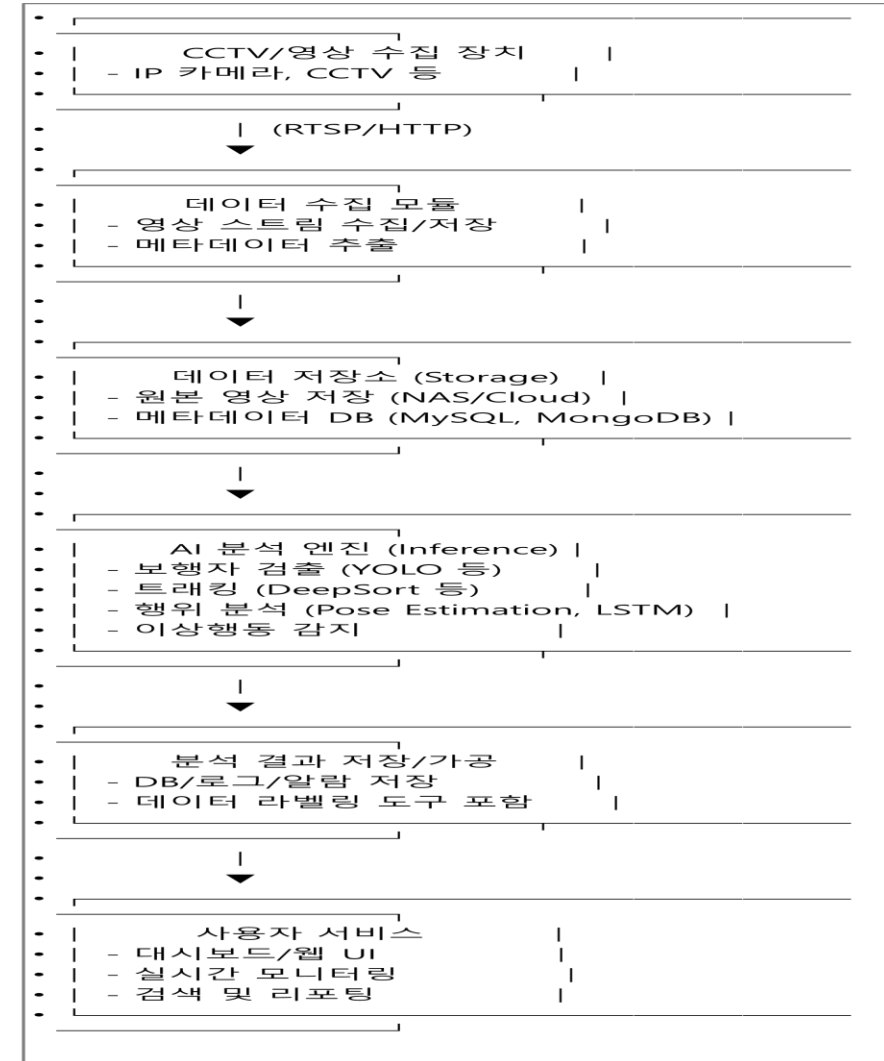 CCTV/영상 수집 장치
- IP 카메라, CCTV 등
(RTSP/HTTP)
데이터 수집 모듈
- 영상 스트림 수집/저장
- 메타데이터 추출
데이터 저장소 (Storage)
- 원본 영상 저장 (NAS/Cloud)
- 메타데이터 DB (MySQL, MongoDB)
AI 분석 엔진 (Inference)
- 보행자 검출 (YOLO 등)
- 트래킹 (DeepSort 등)
- 행위 분석 (Pose Estimation, LSTM)
- 이상행동 감지
분석 결과 저장/가공
- DB/로그/알람 저장
- 데이터 라벨링 도구 포함
사용자 서비스
- 대시보드/웹 UI
- 실시간 모니터링
- 검색 및 리포팅